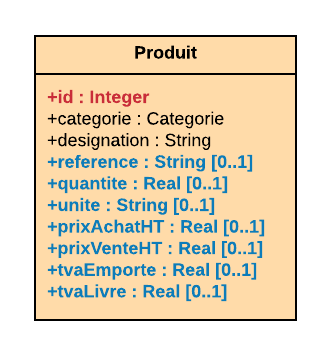 Produit
+id : Integer
+categorie : Categorie
+designation : String
+reference : String [0..1]
+quantite : Real [0..1]
+unite : String [0..1]
+prixAchatHT : Real [0..1]
+prixVenteHT : Real [0..1]
+tvaEmporte : Real [0..1]
+tvaLivre : Real [0..1]